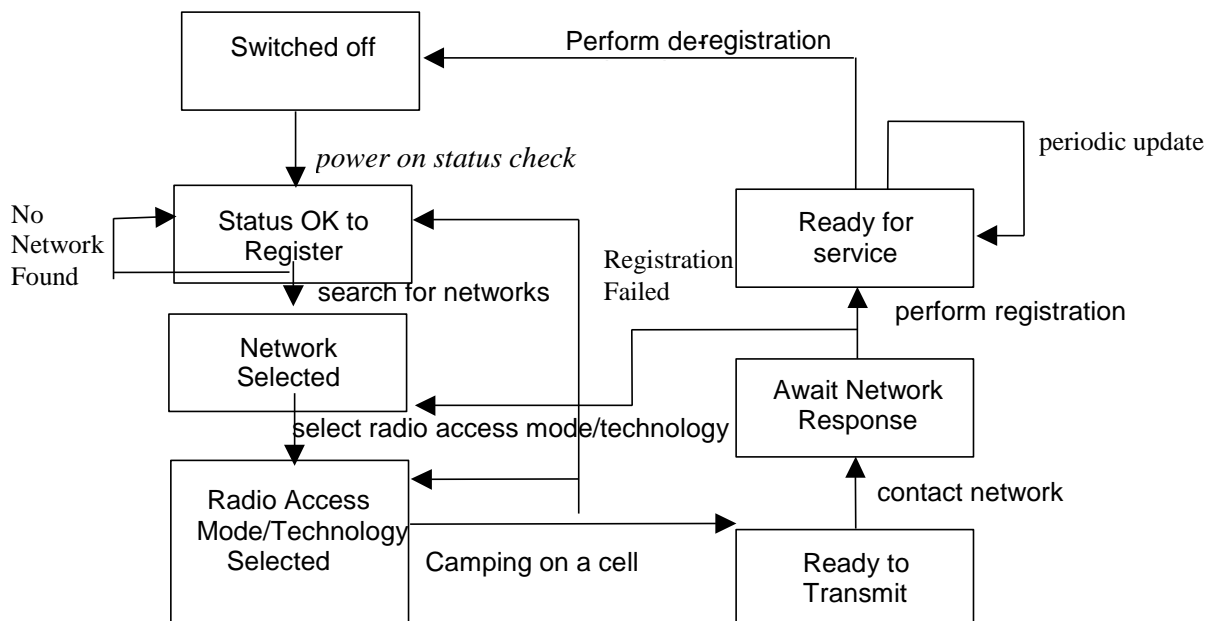 Switched off
Perform de-registration
power on status check
periodic update
No
Network
Found
Status OK to
Register
Ready for
service
Registration
Failed
search for networks
perform registration
Network
Selected
Await Network
Response
select radio access mode/technology
contact network
Radio Access
Mode/Technology
Selected
Camping on a cell
Ready to
Transmit